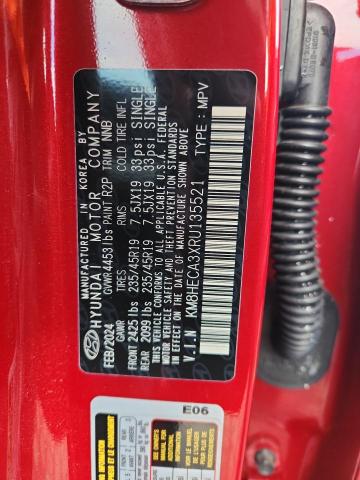 MANUFACTURED IN KOREA BY
HYUNDAI MOTOR COMPANY
FEB/2024 GVWR 4453 lbs PAINT R2P TRIM NNB
GAWR TIRES RIMS COLD TIRE INFL
FRONT 2425 lbs 235/45R19 7.5JX19 33 psi SINGLE
REAR 2099 lbs 235/45R19 7.5JX19 33 psi SINGLE
THIS VEHICLE CONFORMS TO ALL APPLICABLE U.S.A. FEDERAL
MOTOR VEHICLE SAFETY, BUMPER, AND THEFT PREVENTION STANDARDS
IN EFFECT ON THE DATE OF MANUFACTURE SHOWN ABOVE.
V.I.N KM8HECA3XRU135521 TYPE: MPV
E06